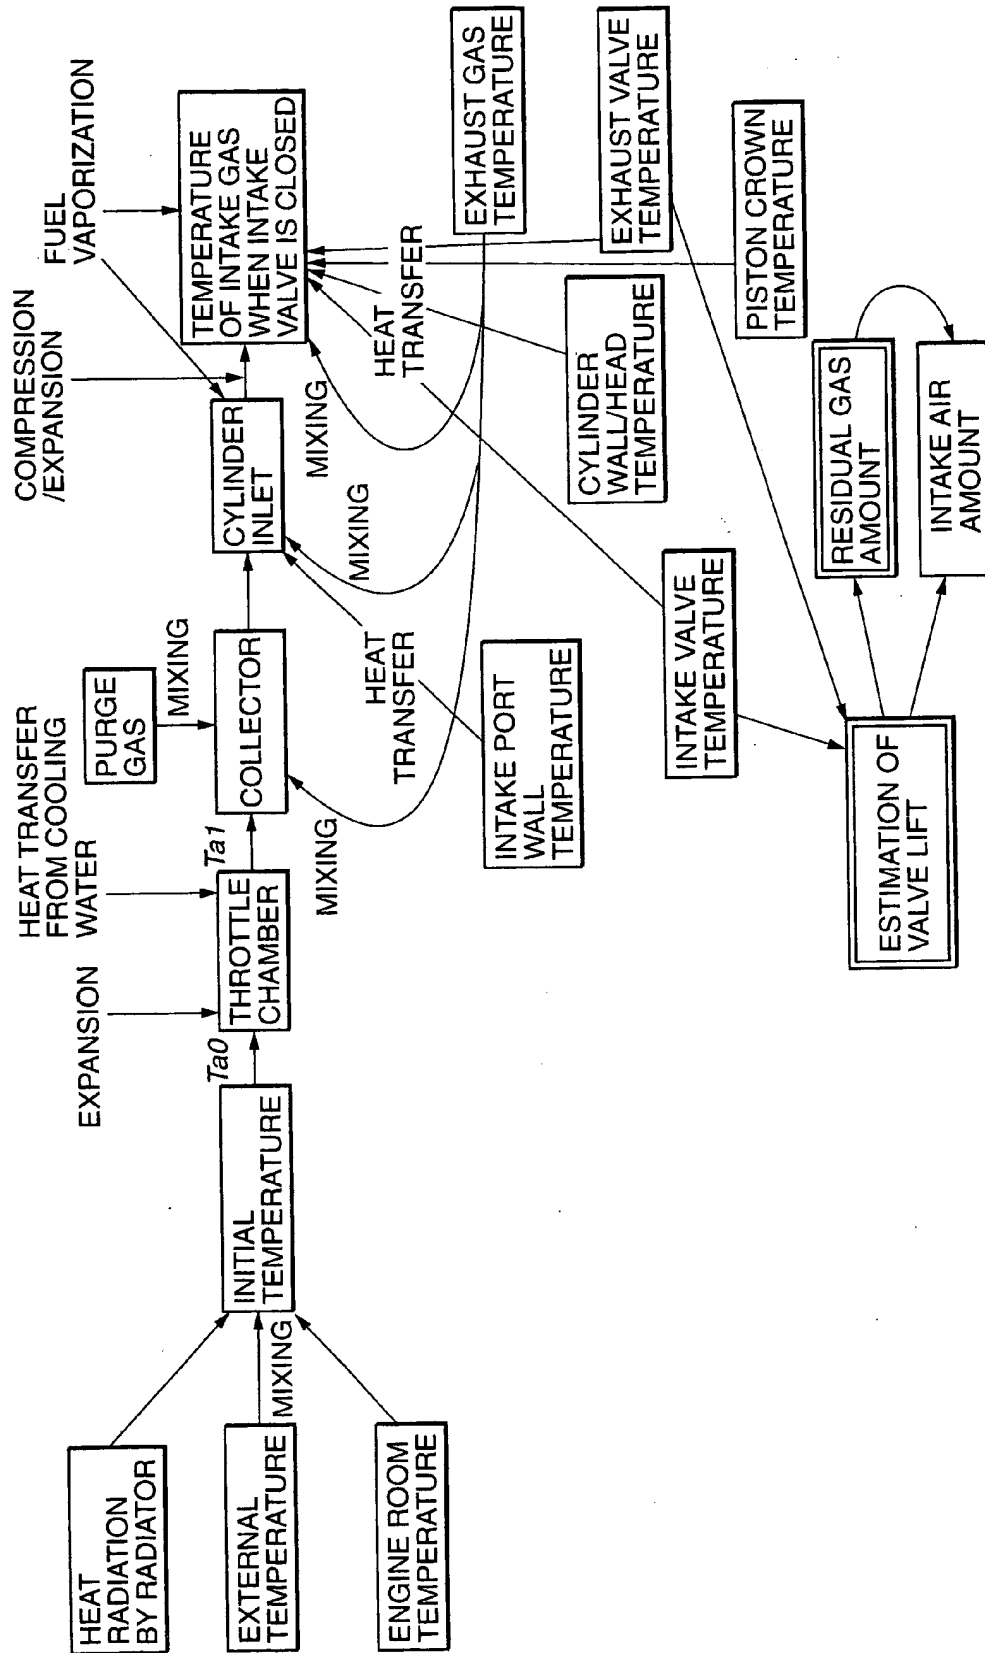 HEAT
RADIATION
BY RADIATOR
EXTERNAL
TEMPERATURE
ENGINE ROOM
TEMPERATURE
MIXING
INITIAL
TEMPERATURE
Ta0
EXPANSION
THROTTLE
CHAMBER
HEAT TRANSFER
FROM COOLING
WATER
Ta1
PURGE
GAS
MIXING
COLLECTOR
MIXING
COMPRESSION
/EXPANSION
CYLINDER
INLET
HEAT
TRANSFER
MIXING
INTAKE PORT
WALL
TEMPERATURE
FUEL
VAPORIZATION
TEMPERATURE
OF INTAKE GAS
WHEN INTAKE
VALVE IS CLOSED
MIXING
HEAT
TRANSFER
EXHAUST GAS
TEMPERATURE
CYLINDER
WALL/HEAD
TEMPERATURE
EXHAUST VALVE
TEMPERATURE
INTAKE VALVE
TEMPERATURE
PISTON CROWN
TEMPERATURE
ESTIMATION OF
VALVE LIFT
RESIDUAL GAS
AMOUNT
INTAKE AIR
AMOUNT